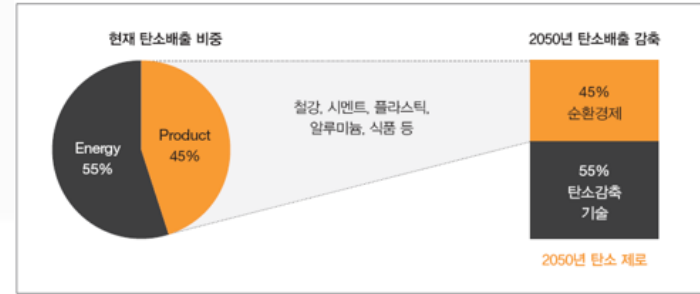 현재 탄소배출 비중
2050년 탄소배출 감축
Energy
55%
Product
45%
철강, 시멘트, 플라스틱,
알루미늄, 식품 등
45%
순환경제
55%
탄소감축
기술
2050년 탄소 제로